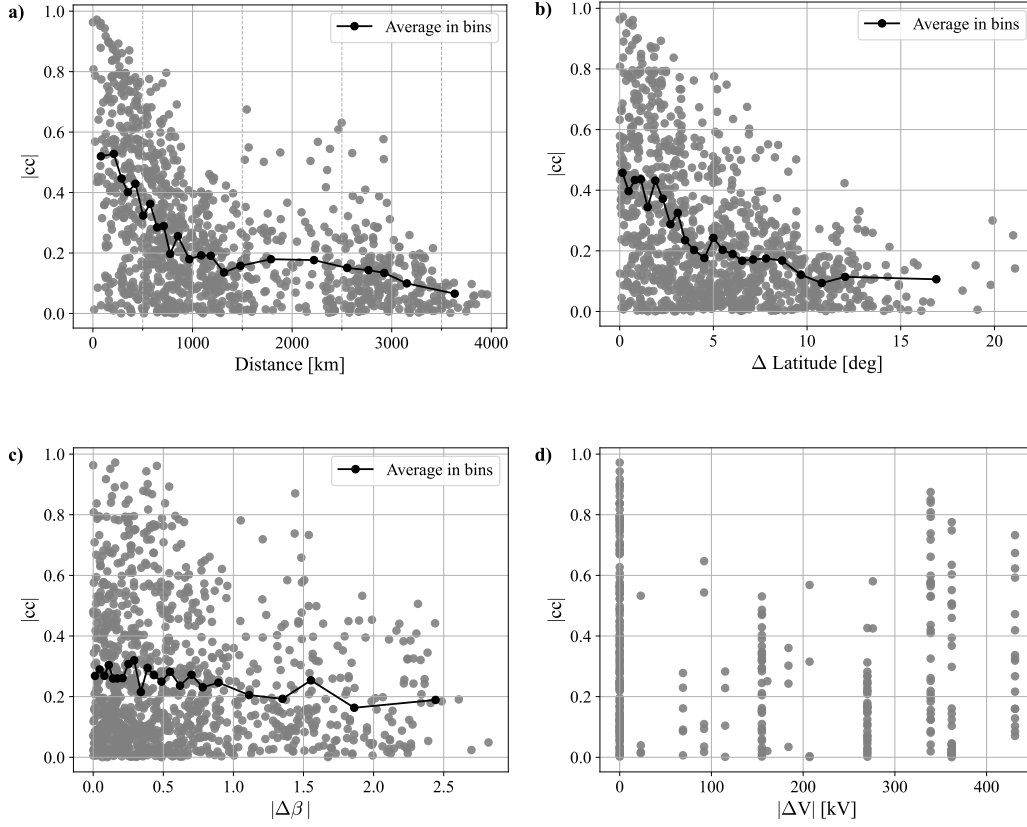 a)
Average in bins
1.0
0.8
0.6
0.4
0.2
0.0
|cc|
0 1000 2000 3000 4000
Distance [km]
b)
Average in bins
1.0
0.8
0.6
0.4
0.2
0.0
|cc|
0 5 10 15 20
Δ Latitude [deg]
c)
Average in bins
1.0
0.8
0.6
0.4
0.2
0.0
|cc|
0.0 0.5 1.0 1.5 2.0 2.5
|Δβ|
d)
1.0
0.8
0.6
0.4
0.2
0.0
|cc|
0 100 200 300 400
|ΔV| [kV]